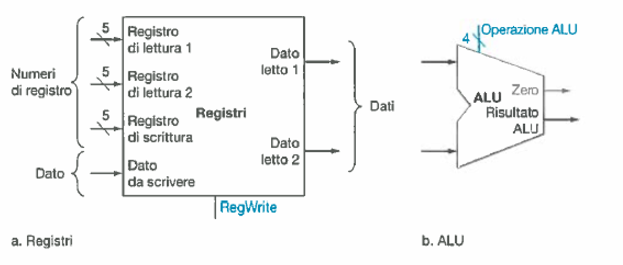 Numeri
di registro
5
Registro
di lettura 1
5
Registro
di lettura 2
5
Registro
di scrittura
Dato
Dato
da scrivere
Registri
Dato
letto 1
Dato
letto 2
Dati
RegWrite
a. Registri
4
Operazione ALU
ALU
Zero
Risultato
ALU
b. ALU